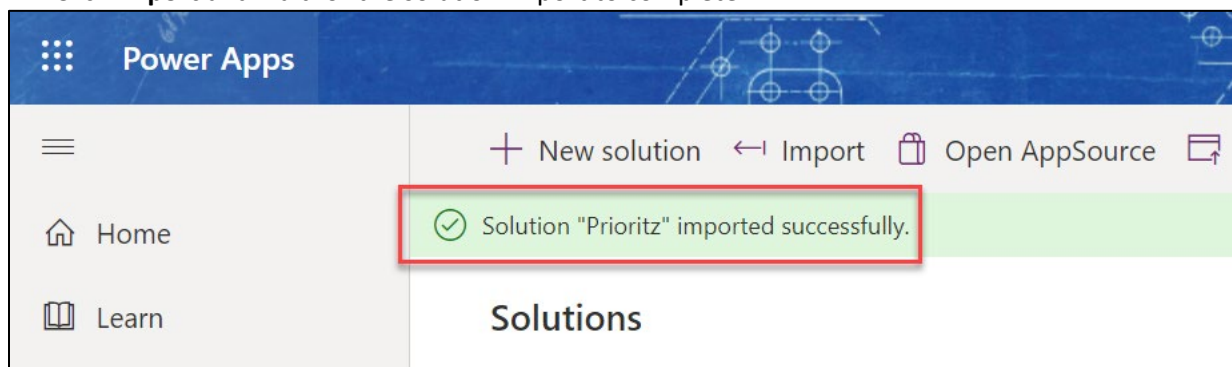 Power Apps
New solution Import Open AppSource
Solution "Prioritz" imported successfully.
Home
Learn
Solutions